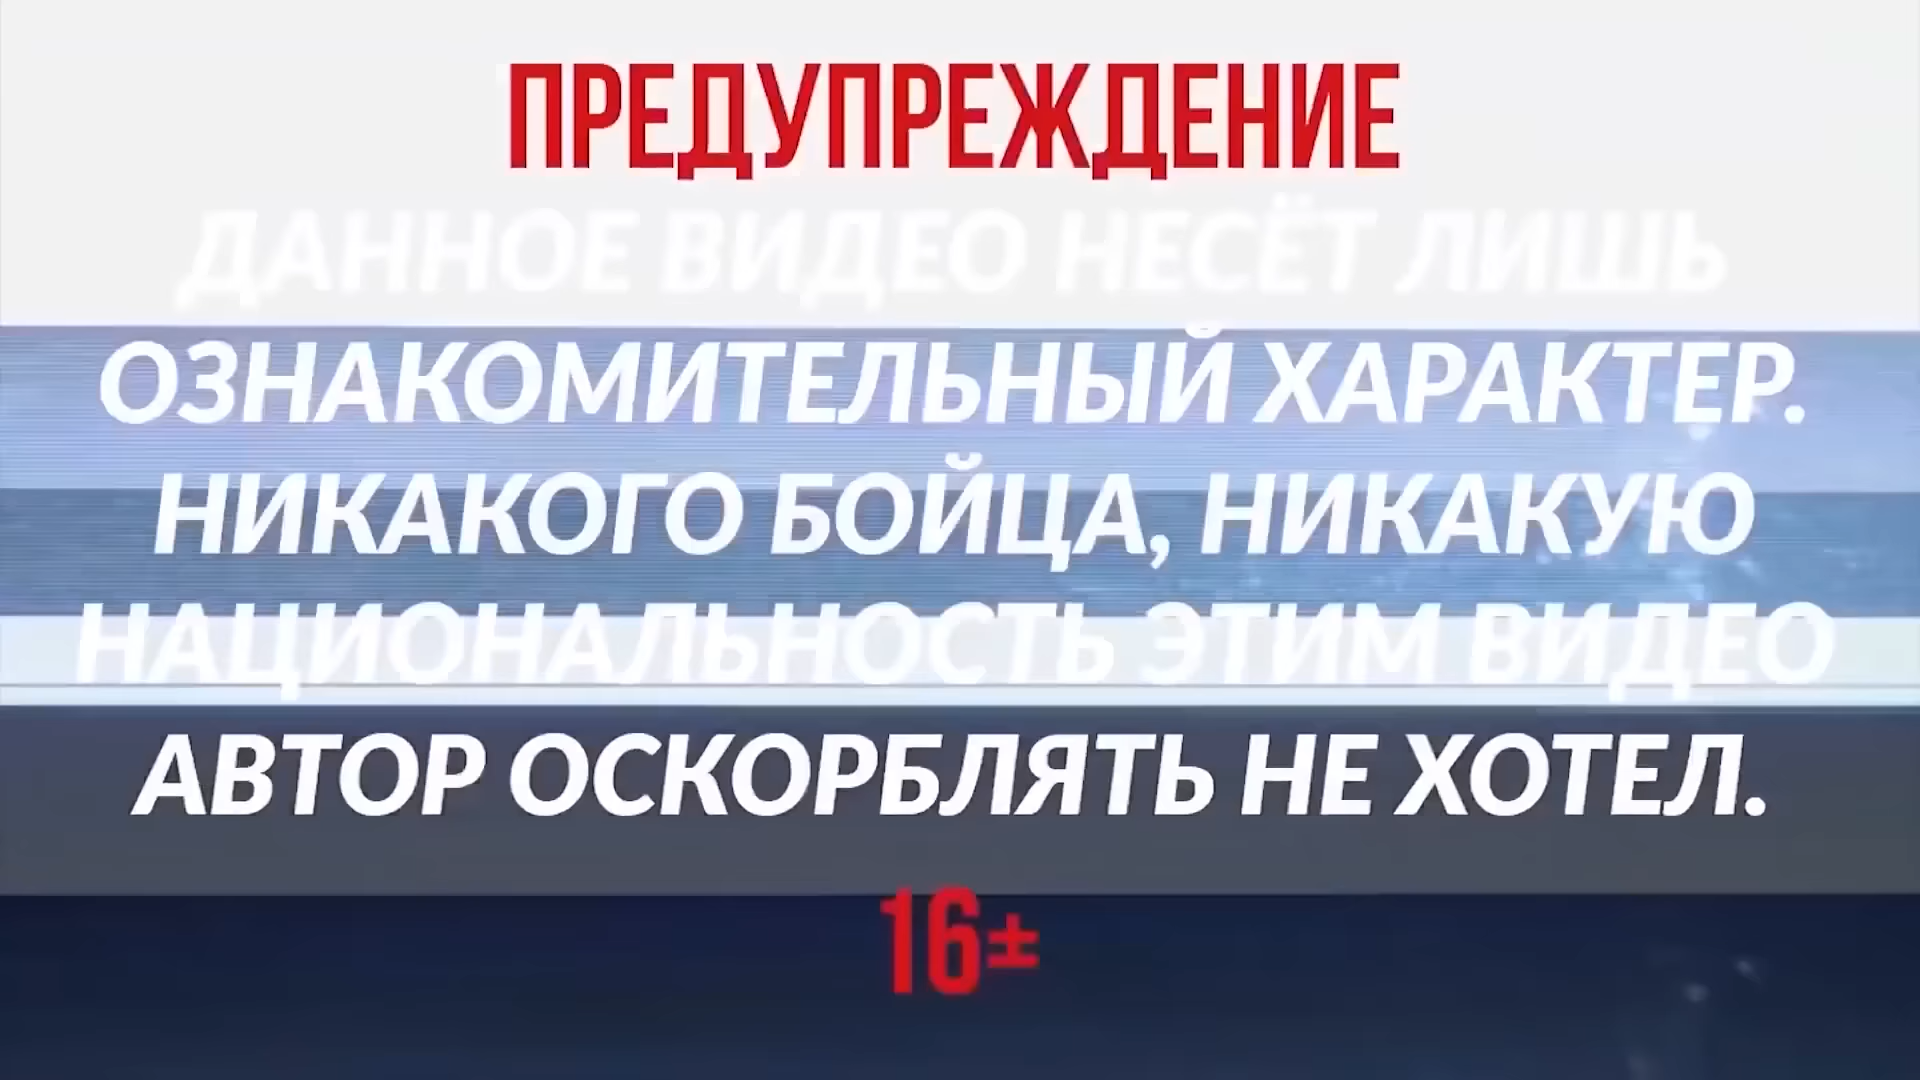 ПРЕДУПРЕЖДЕНИЕ
ДАННОЕ ВИДЕО НЕСЁТ ЛИШЬ
ОЗНАКОМИТЕЛЬНЫЙ ХАРАКТЕР.
НИКАКОГО БОЙЦА, НИКАКУЮ
НАЦИОНАЛЬНОСТЬ ЭТИМ ВИДЕО
АВТОР ОСКОРБЛЯТЬ НЕ ХОТЕЛ.
16±